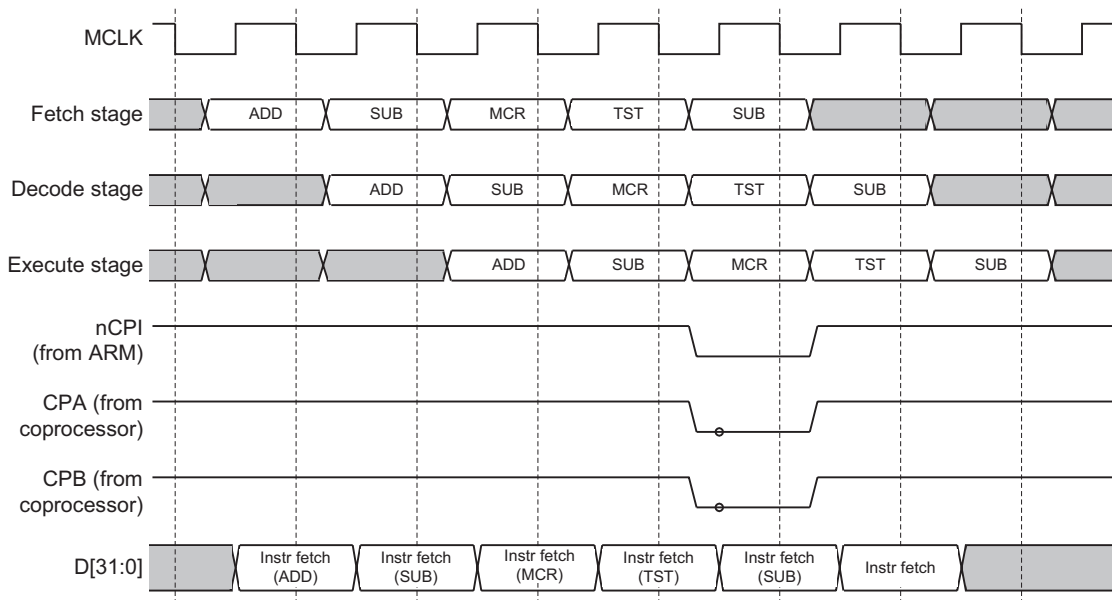 MCLK
Fetch stage ADD SUB MCR TST SUB
Decode stage ADD SUB MCR TST SUB
Execute stage ADD SUB MCR TST SUB
nCPI
(from ARM)
CPA (from
coprocessor)
CPB (from
coprocessor)
D[31:0]
Instr fetch
(ADD)
Instr fetch
(SUB)
Instr fetch
(MCR)
Instr fetch
(TST)
Instr fetch
(SUB)
Instr fetch